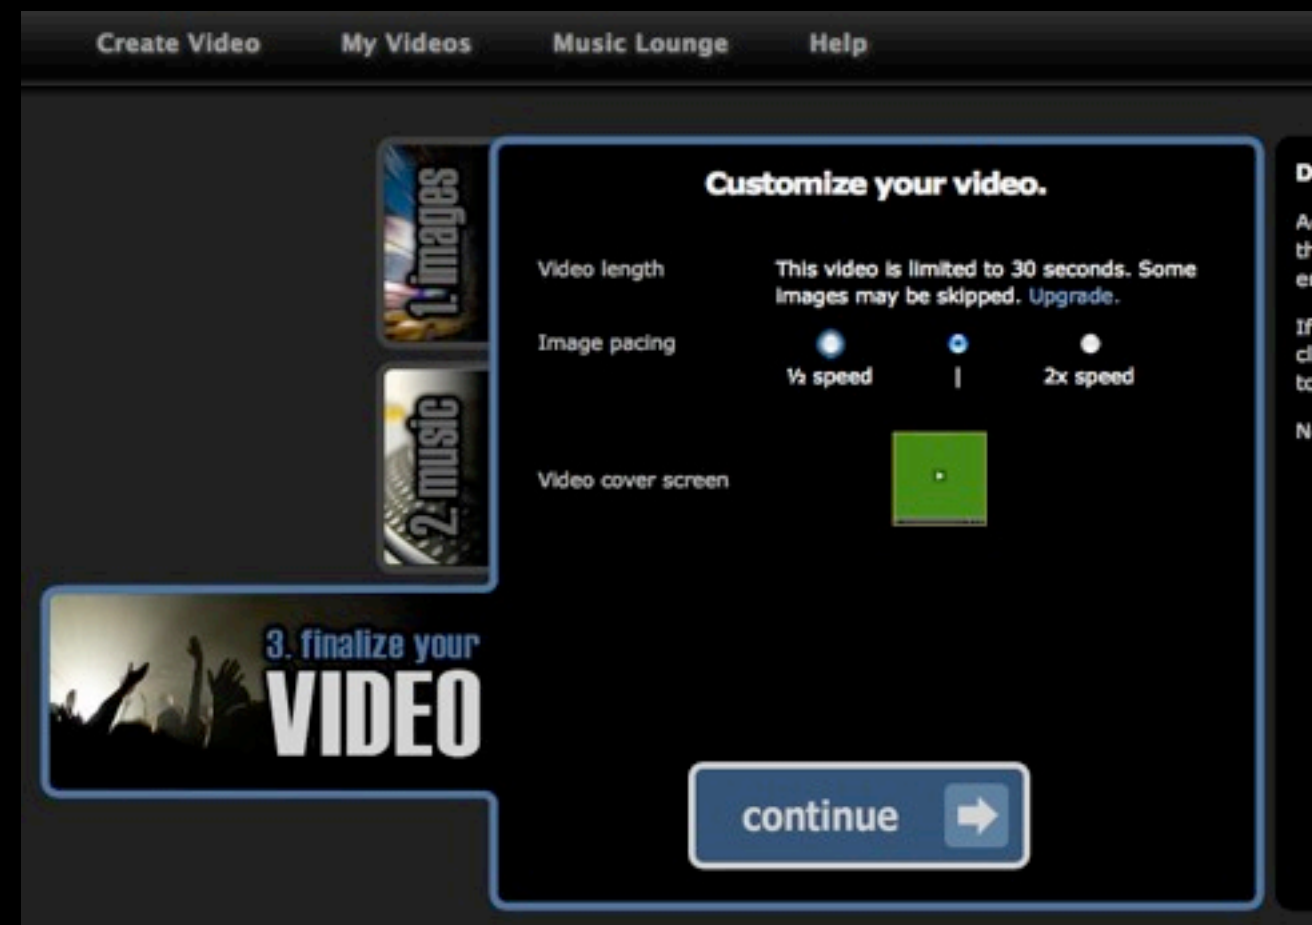 Create Video My Videos Music Lounge Help
1. images
2. music
3. finalize your
VIDEO
Customize your video.
Video length
This video is limited to 30 seconds. Some
images may be skipped. Upgrade.
Image pacing
½ speed | 2x speed
Video cover screen
continue